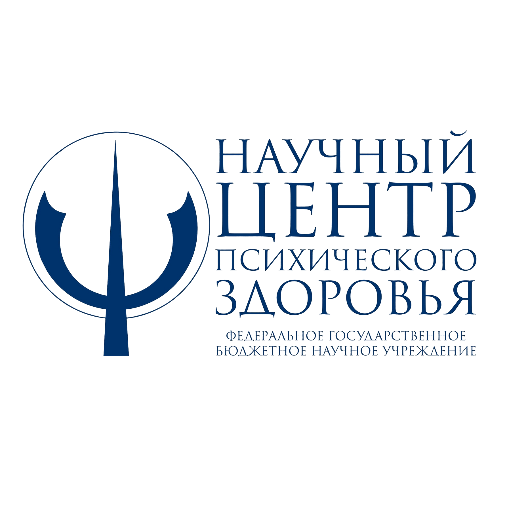 НАУЧНЫЙ
ЦЕНТР
ПСИХИЧЕСКОГО
ЗДОРОВЬЯ
ФЕДЕРАЛЬНОЕ ГОСУДАРСТВЕННОЕ
БЮДЖЕТНОЕ НАУЧНОЕ УЧРЕЖДЕНИЕ